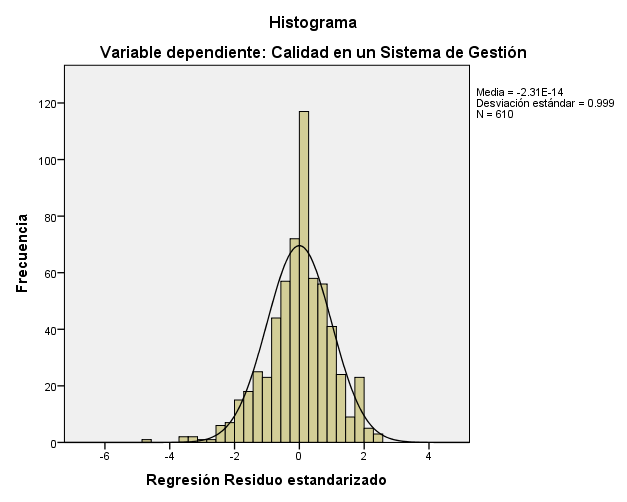 Histograma
Variable dependiente: Calidad en un Sistema de Gestión
Media = -2.31E-14
Desviación estándar = 0.999
N = 610
120
100
80
60
40
20
0
Frecuencia
-6 -4 -2 0 2 4
Regresión Residuo estandarizado